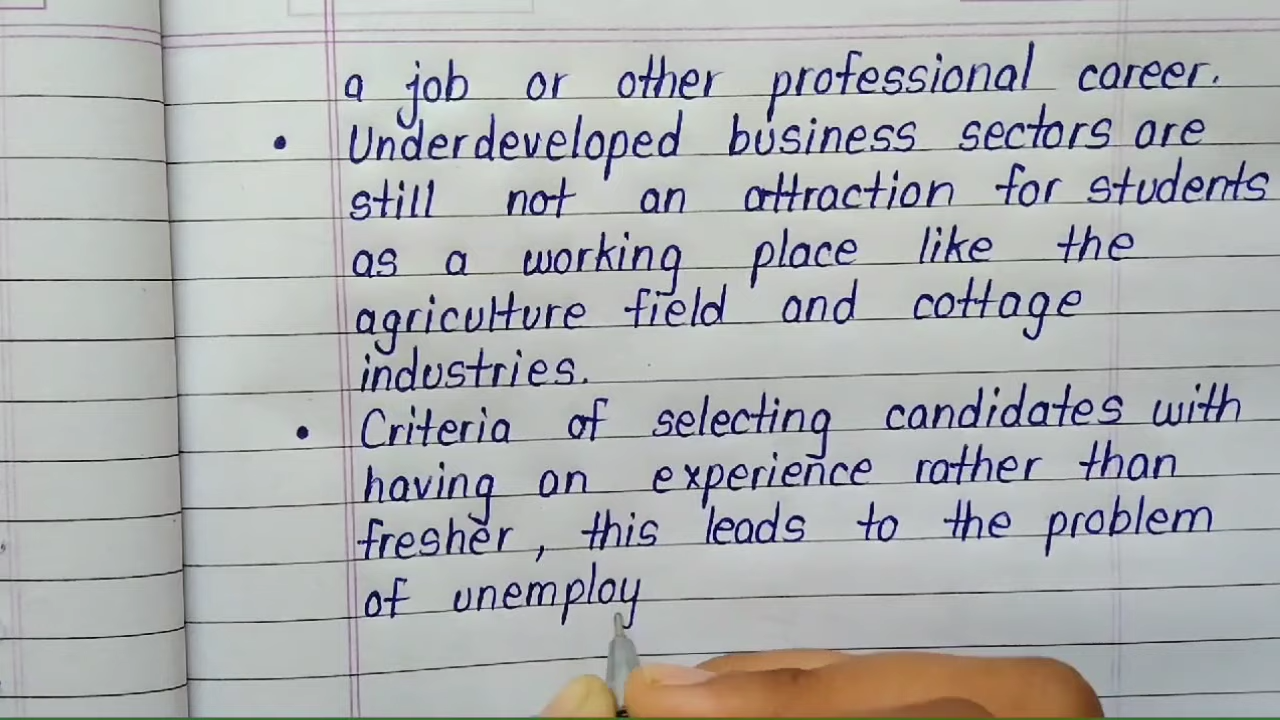 a job or other professional career.
• Underdeveloped business sectors are
still not an attraction for students
as a working place like the
agriculture field and cottage
industries.
• Criteria of selecting candidates with
having an experience rather than
fresher, this leads to the problem
of unemploy